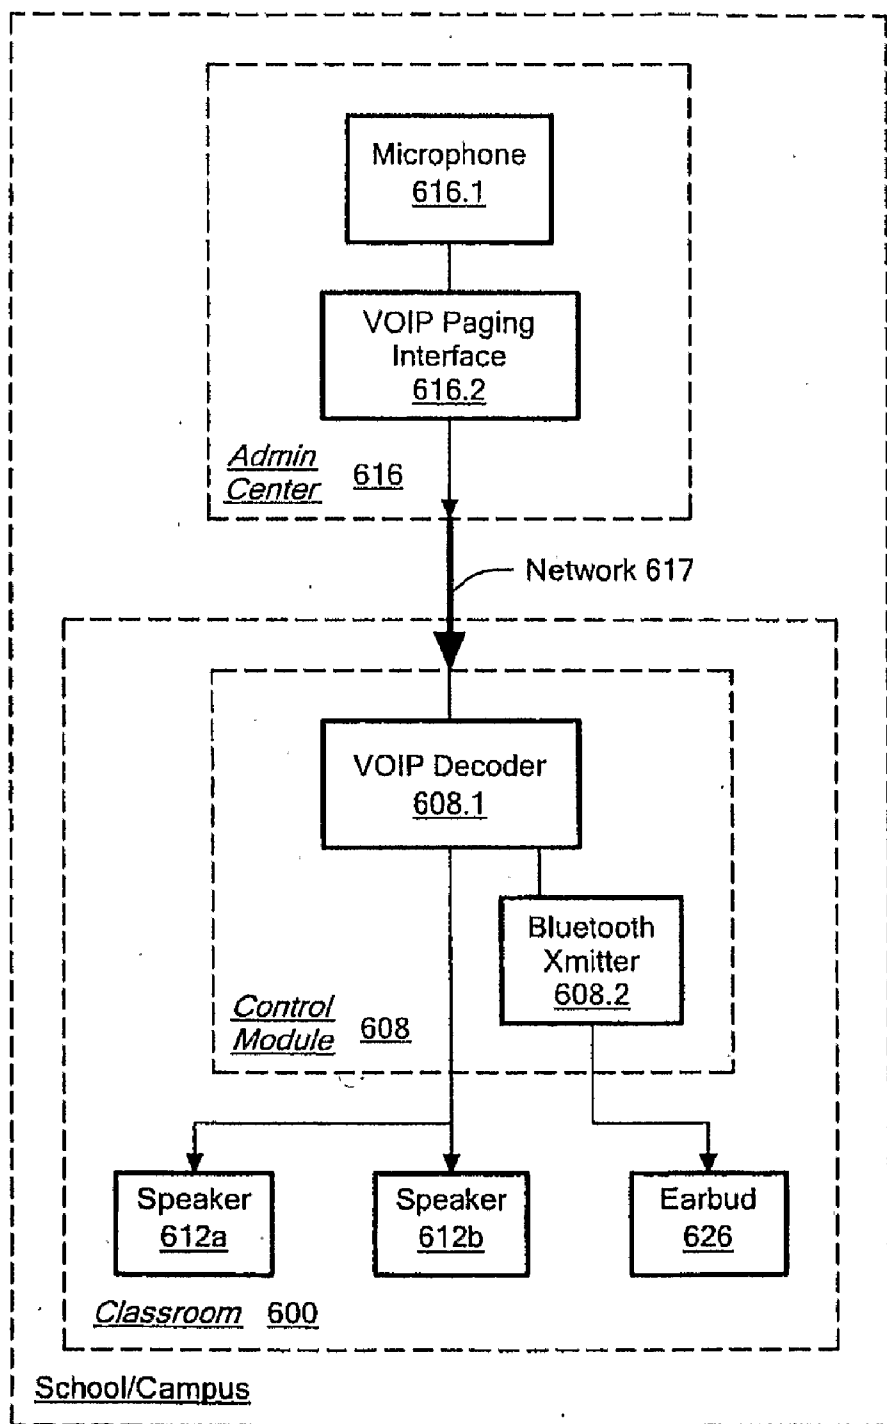 Microphone
616.1
VOIP Paging
Interface
616.2
Admin
Center 616
Network 617
VOIP Decoder
608.1
Bluetooth
Xmitter
608.2
Control
Module 608
Speaker
612a
Speaker
612b
Earbud
626
Classroom 600
School/Campus